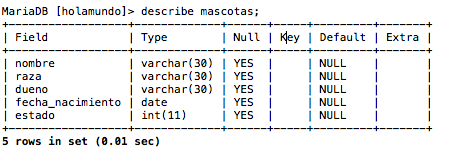 MariaDB [holamundo]> describe mascotas;
+------------------+-------------+------+-----+---------+-------+
| Field | Type | Null | Key | Default | Extra |
+------------------+-------------+------+-----+---------+-------+
| nombre | varchar(30) | YES | | NULL | |
| raza | varchar(30) | YES | | NULL | |
| dueno | varchar(30) | YES | | NULL | |
| fecha_nacimiento | date | YES | | NULL | |
| estado | int(11) | YES | | NULL | |
+------------------+-------------+------+-----+---------+-------+
5 rows in set (0.01 sec)